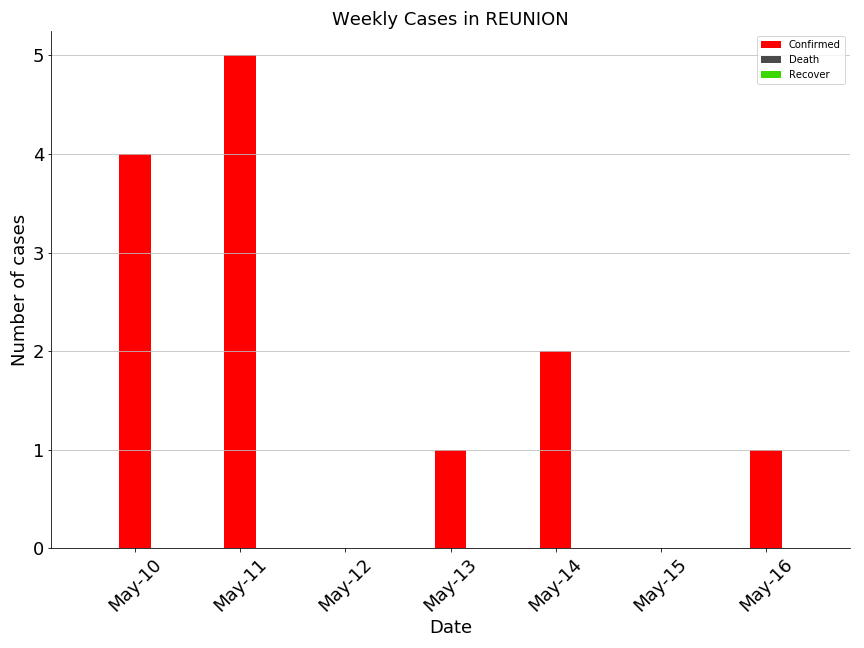 Weekly Cases in REUNION
Confirmed
Death
Recover
Number of cases
5
4
3
2
1
0
May-10
May-11
May-12
May-13
May-14
May-15
May-16
Date